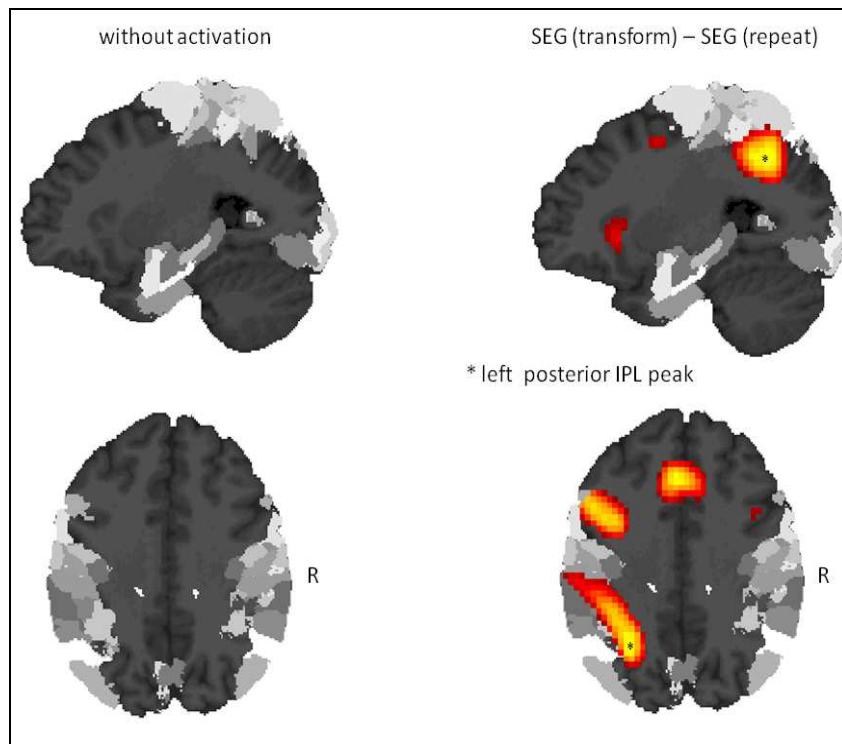 without activation
SEG (transform) – SEG (repeat)
*
* left posterior IPL peak
R
R
*